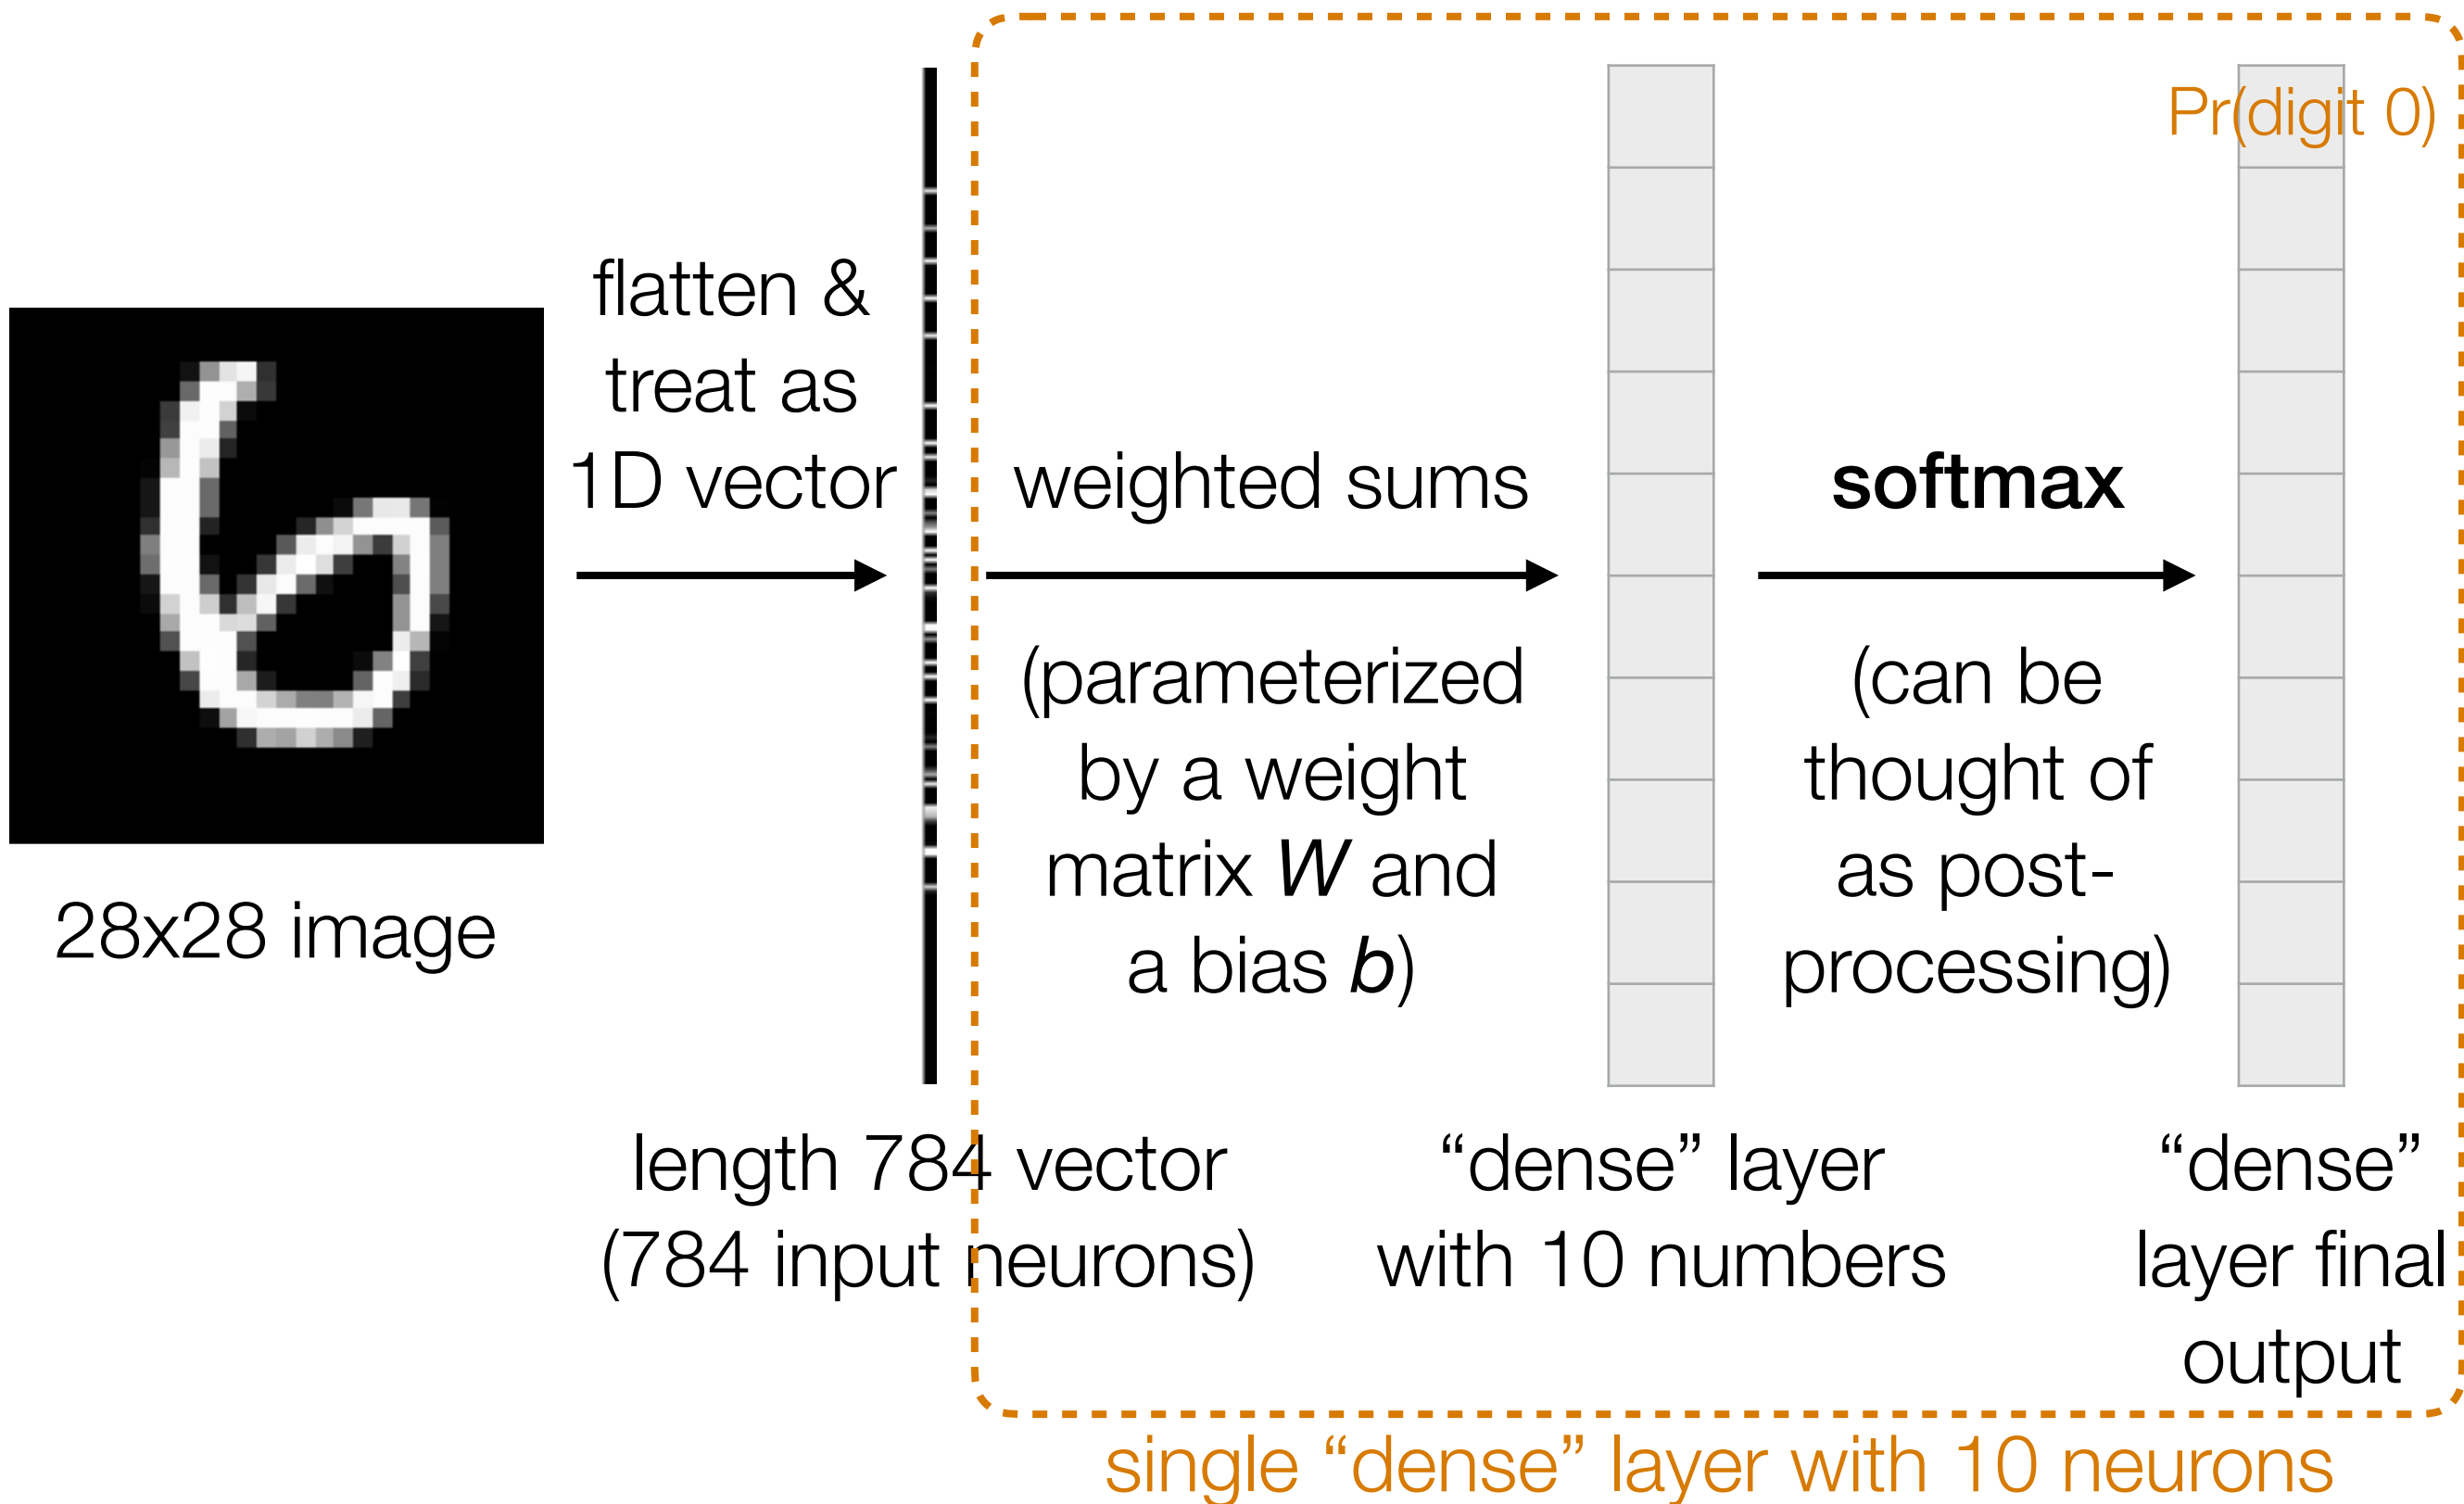 flatten &
treat as
1D vector
28x28 image
length 784 vector
(784 input neurons)
weighted sums
(parameterized
by a weight
matrix W and
a bias b)
“dense” layer
with 10 numbers
softmax
(can be
thought of
as post-
processing)
Pr(digit 0)
“dense”
layer final
output
single “dense” layer with 10 neurons